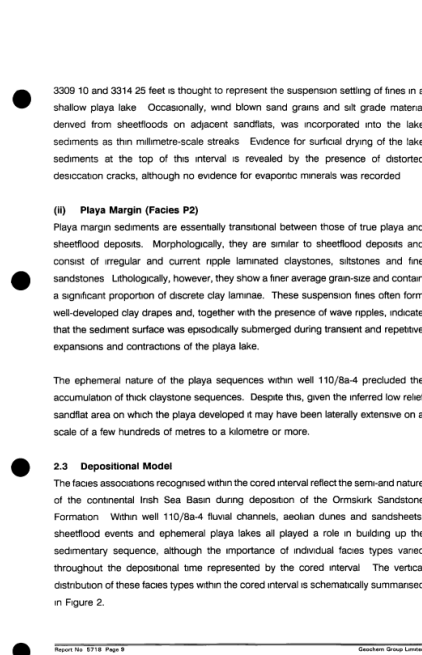 3309 10 and 3314 25 feet is thought to represent the suspension settling of fines in a
shallow playa lake Occasionally, wind blown sand grains and silt grade materia
derived from sheetfloods on adjacent sandflats, was incorporated into the lake
sediments as thin millimetre-scale streaks Evidence for surficial drying of the lake
sediments at the top of this interval is revealed by the presence of distorted
desiccation cracks, although no evidence for evaporitic minerals was recorded
(ii) Playa Margin (Facies P2)
Playa margin sediments are essentially transitional between those of true playa and
sheetflood deposits. Morphologically, they are similar to sheetflood deposits and
consist of irregular and current ripple laminated claystones, siltstones and fine
sandstones Lithologically, however, they show a finer average grain-size and contain
a significant proportion of discrete clay laminae. These suspension fines often form
well-developed clay drapes and, together with the presence of wave ripples, indicate
that the sediment surface was episodically submerged during transient and repetitive
expansions and contractions of the playa lake.
The ephemeral nature of the playa sequences within well 110/8a-4 precluded the
accumulation of thick claystone sequences. Despite this, given the inferred low relief
sandflat area on which the playa developed it may have been laterally extensive on a
scale of a few hundreds of metres to a kilometre or more.
2.3 Depositional Model
The facies associations recognised within the cored interval reflect the semi-arid nature
of the continental Irish Sea Basin during deposition of the Ormskirk Sandstone
Formation Within well 110/8a-4 fluvial channels, aeolian dunes and sandsheets
sheetflood events and ephemeral playa lakes all played a role in building up the
sedimentary sequence, although the importance of individual facies types varied
throughout the depositional time represented by the cored interval The vertica
distribution of these facies types within the cored interval is schematically summarised
in Figure 2.
Report No 5718 Page 9 Geochem Group Limited